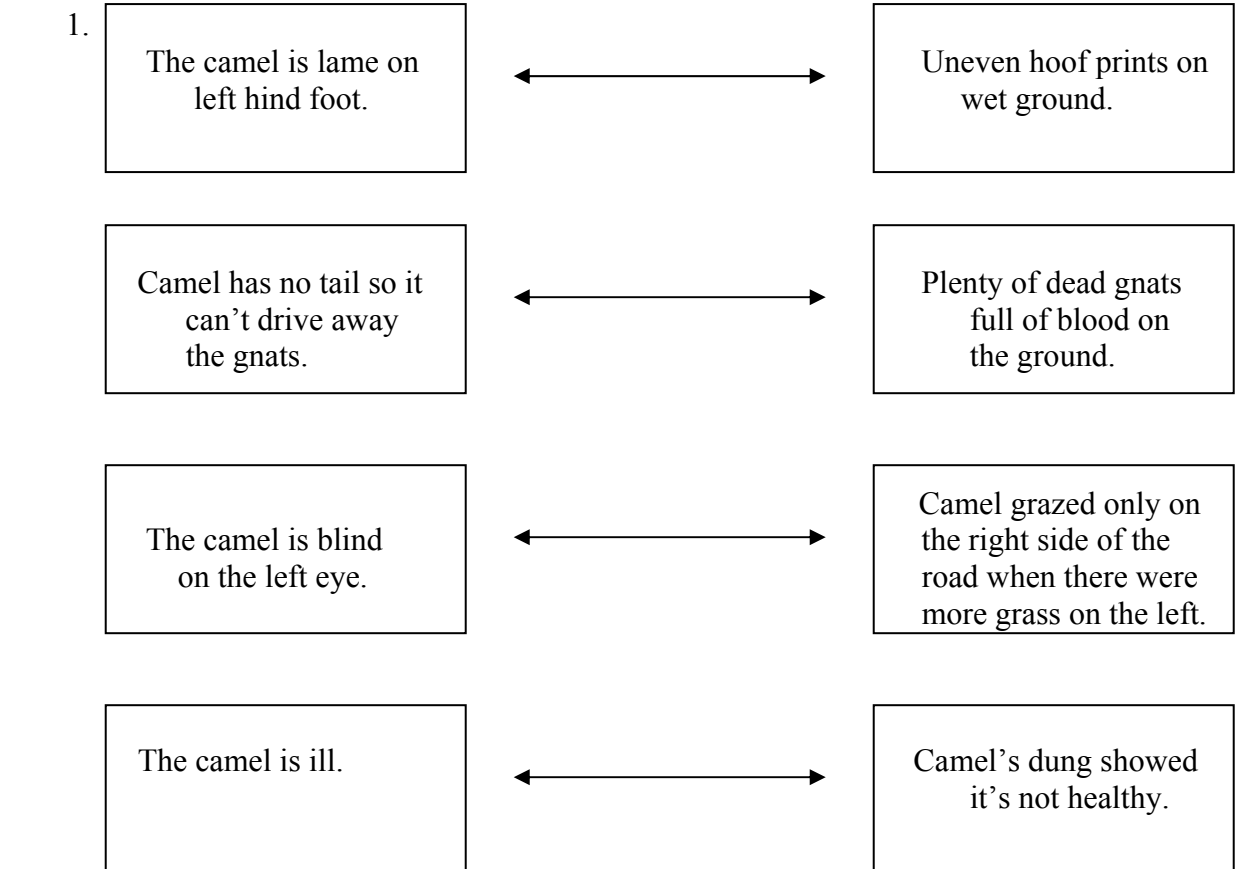 1.
The camel is lame on
left hind foot.
Uneven hoof prints on
wet ground.
Camel has no tail so it
can’t drive away
the gnats.
Plenty of dead gnats
full of blood on
the ground.
The camel is blind
on the left eye.
Camel grazed only on
the right side of the
road when there were
more grass on the left.
The camel is ill.
Camel’s dung showed
it’s not healthy.